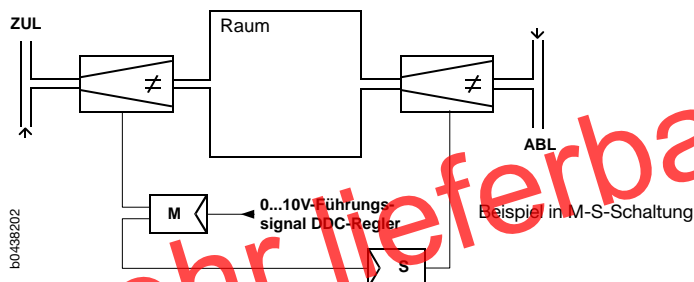 ZUL
Raum
≠
≠
ABL
M
0...10V-Führungs-
signal DDC-Regler
Beispiel in M-S-Schaltung
S
b0438202
ehr lieferba